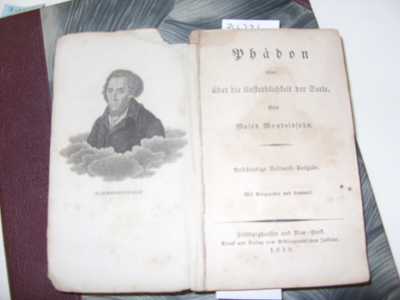 Phädon
oder
über die Unsterblichkeit der Seele.
Von
Moses Mendelssohn.
Vollständige Cabinets-Ausgabe.
Mit Biographie und Portrait.
Hildburghausen und New-York.
Druck und Verlag vom Bibliographischen Institut.